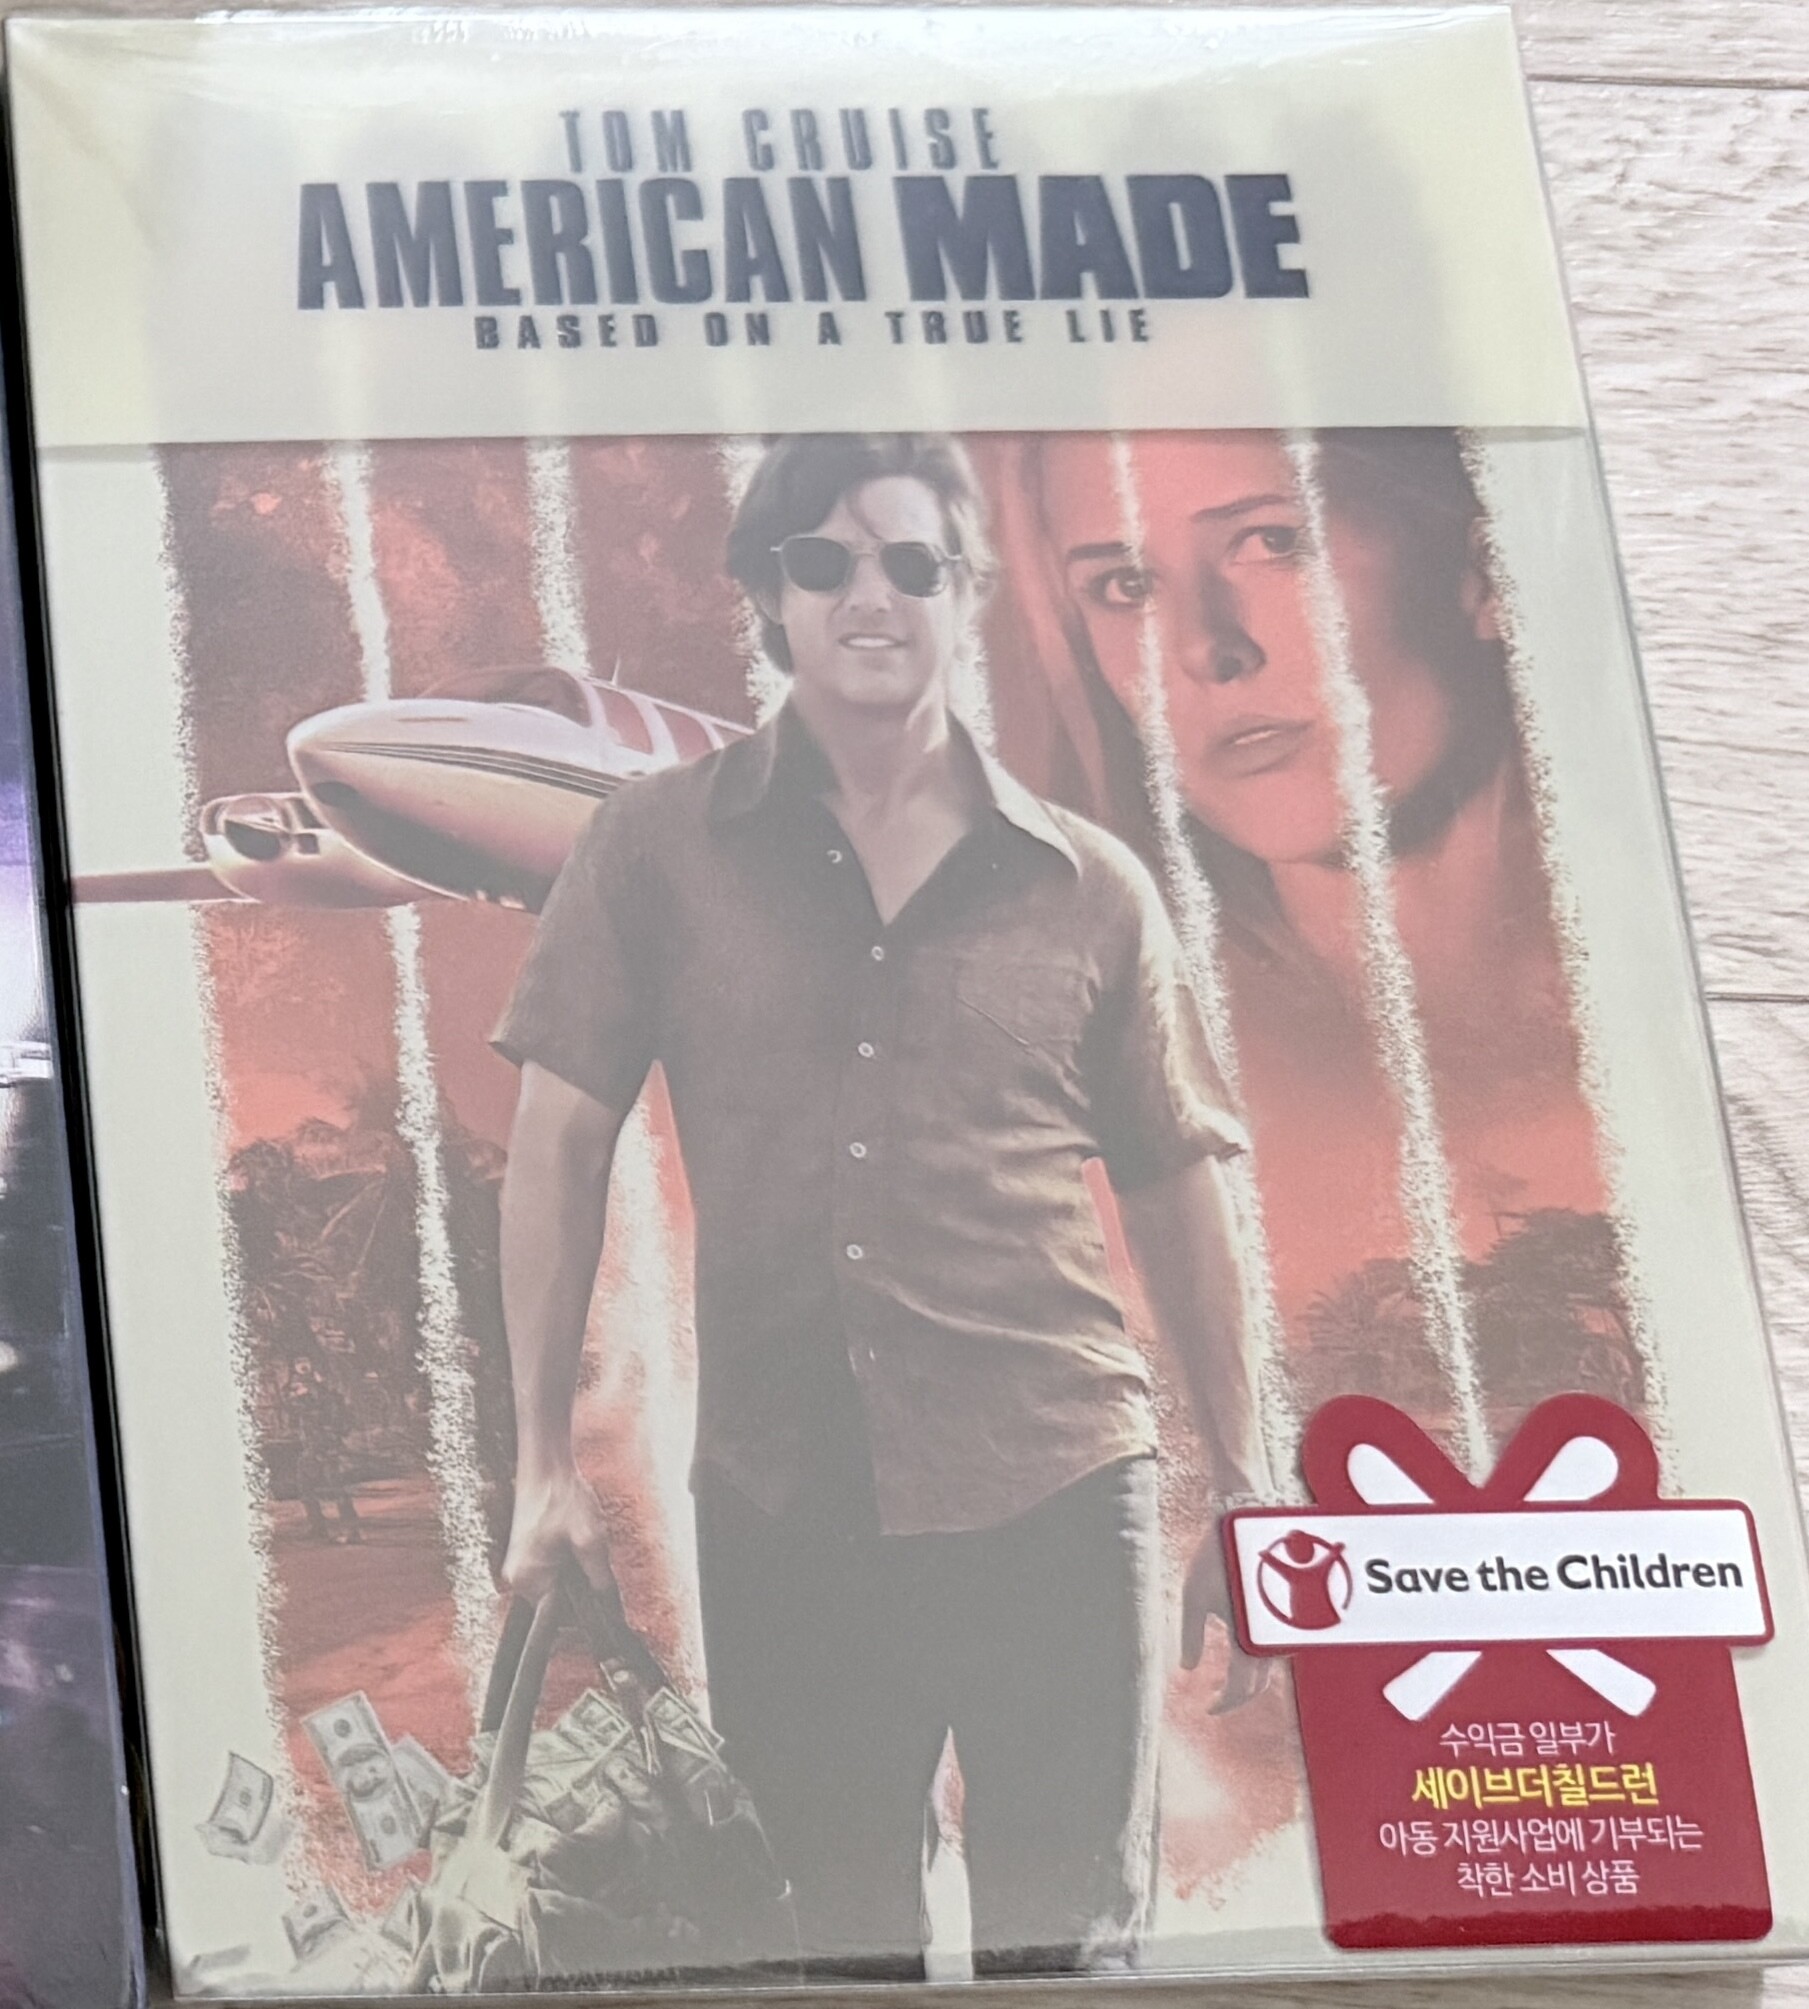 TOM CRUISE
AMERICAN MADE
BASED ON A TRUE LIE
Save the Children
수익금 일부가
세이브더칠드런
아동 지원사업에 기부되는
착한 소비 상품